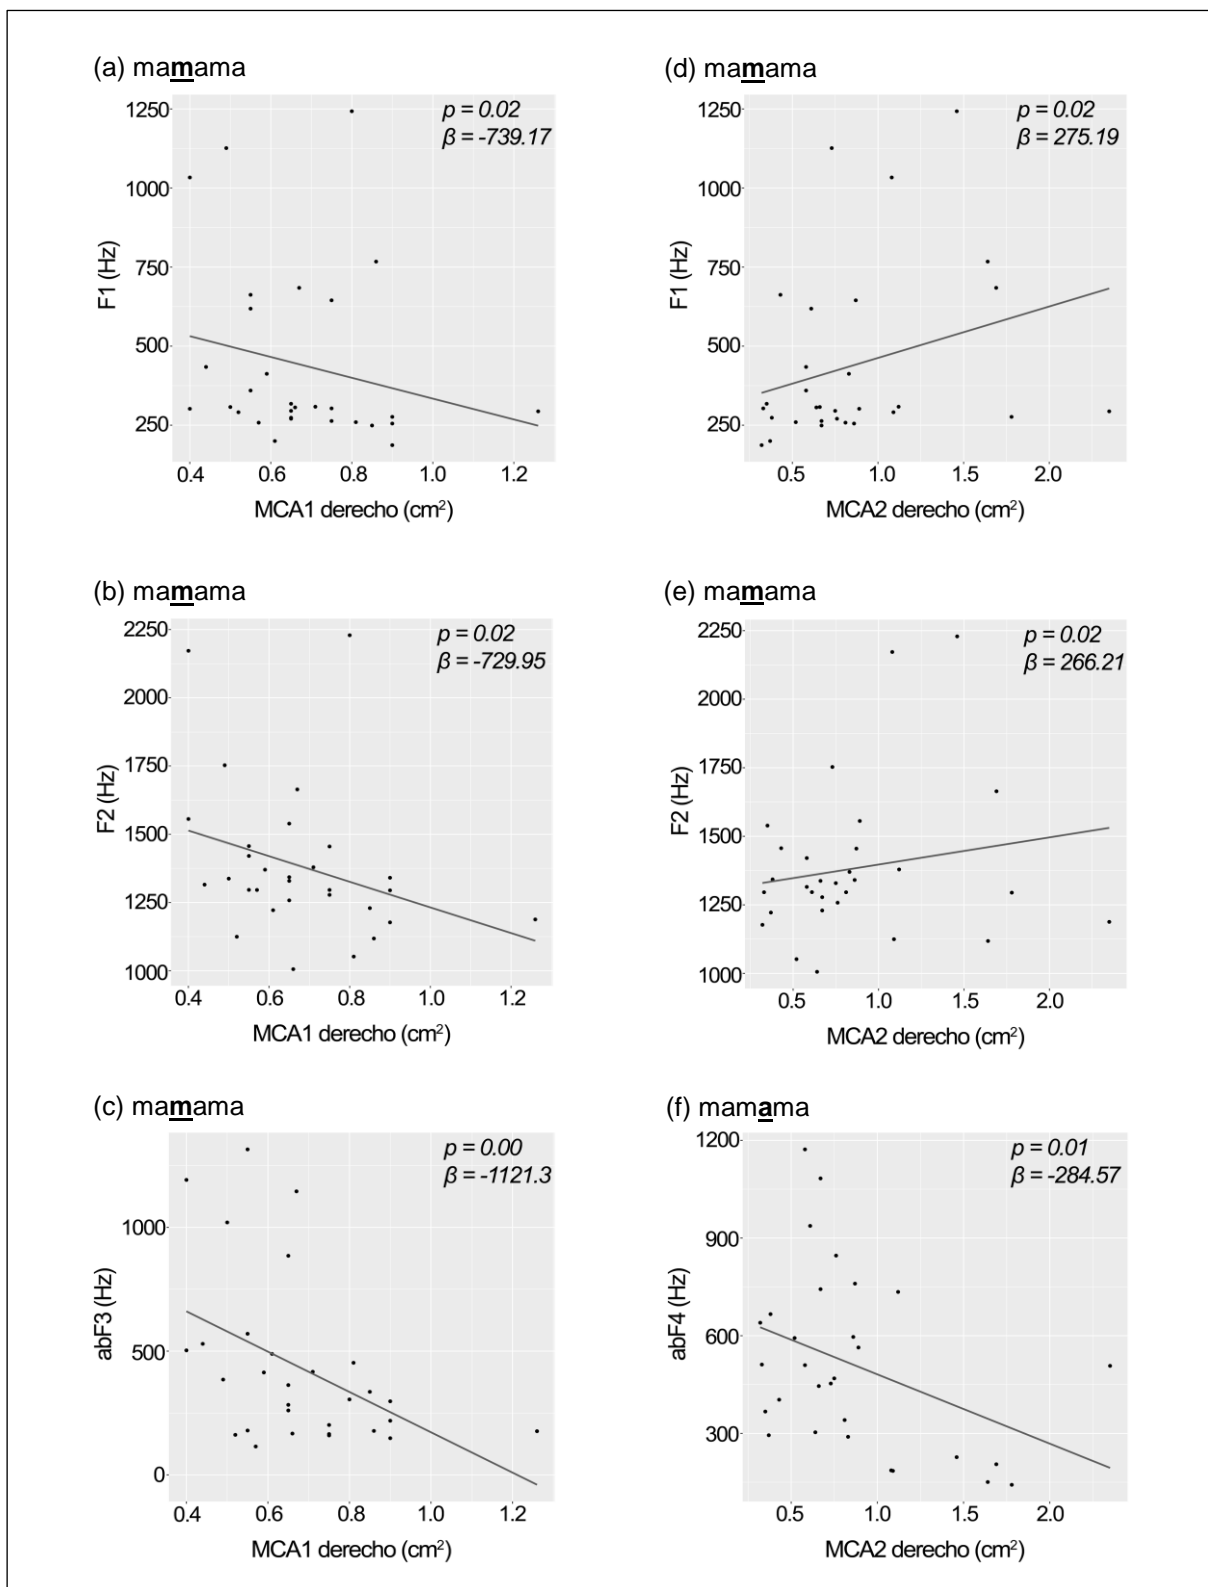 (a) mamama
p = 0.02
β = -739.17
F1 (Hz)
1250
1000
750
500
250
0.4 0.6 0.8 1.0 1.2
MCA1 derecho (cm²)
(d) mamama
p = 0.02
β = 275.19
F1 (Hz)
1250
1000
750
500
250
0.5 1.0 1.5 2.0
MCA2 derecho (cm²)
(b) mamama
p = 0.02
β = -729.95
F2 (Hz)
2250
2000
1750
1500
1250
1000
0.4 0.6 0.8 1.0 1.2
MCA1 derecho (cm²)
(e) mamama
p = 0.02
β = 266.21
F2 (Hz)
2250
2000
1750
1500
1250
1000
0.5 1.0 1.5 2.0
MCA2 derecho (cm²)
(c) mamama
p = 0.00
β = -1121.3
abF3 (Hz)
1000
500
0
0.4 0.6 0.8 1.0 1.2
MCA1 derecho (cm²)
(f) mamama
p = 0.01
β = -284.57
abF4 (Hz)
1200
900
600
300
0.5 1.0 1.5 2.0
MCA2 derecho (cm²)